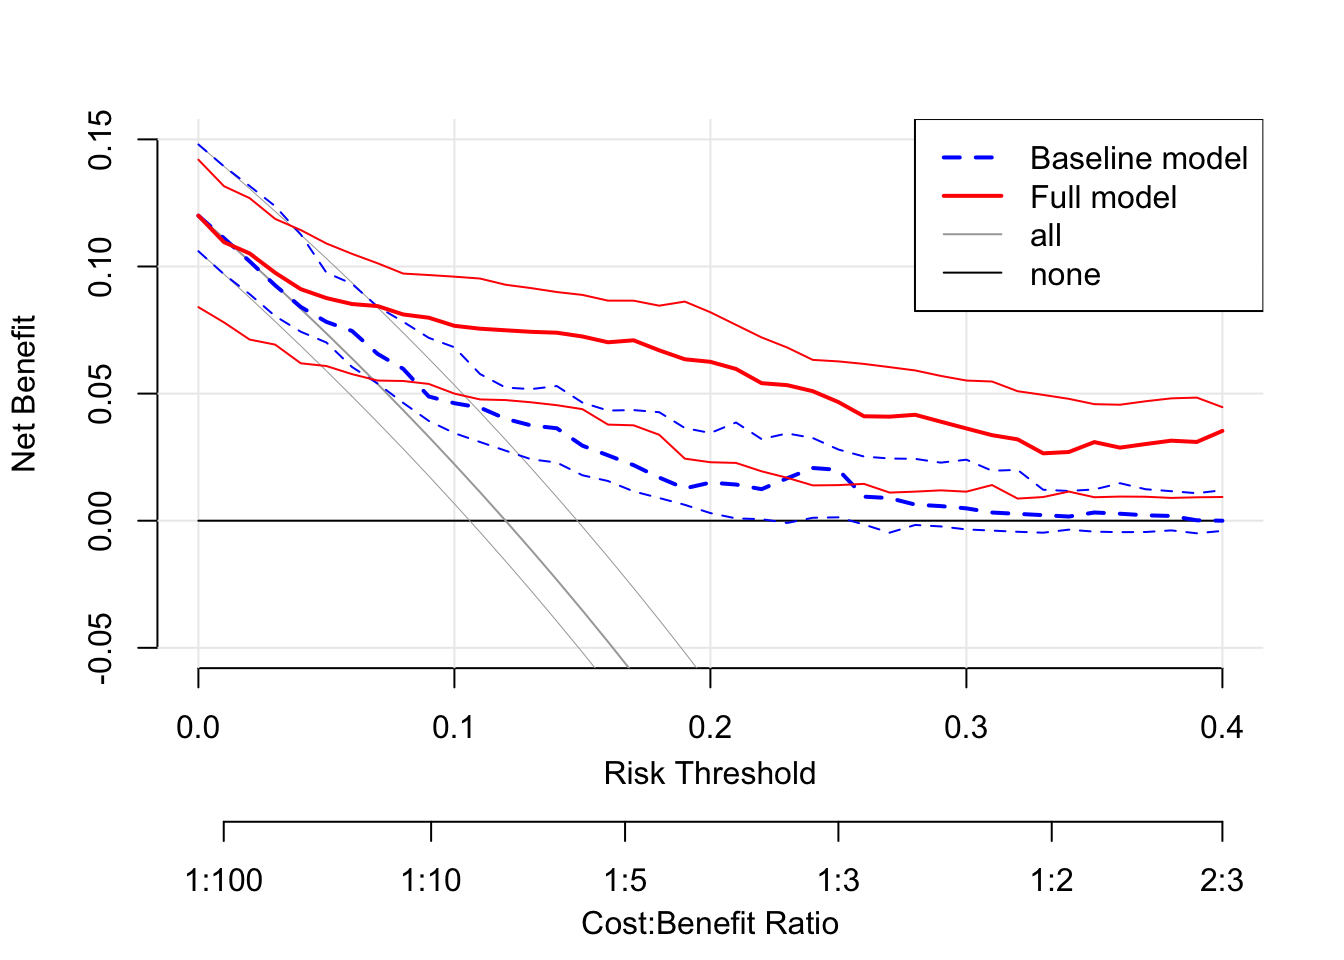 Net Benefit
0.15
0.10
0.05
0.00
-0.05
Baseline model
Full model
all
none
0.0 0.1 0.2 0.3 0.4
Risk Threshold
1:100 1:10 1:5 1:3 1:2 2:3
Cost:Benefit Ratio